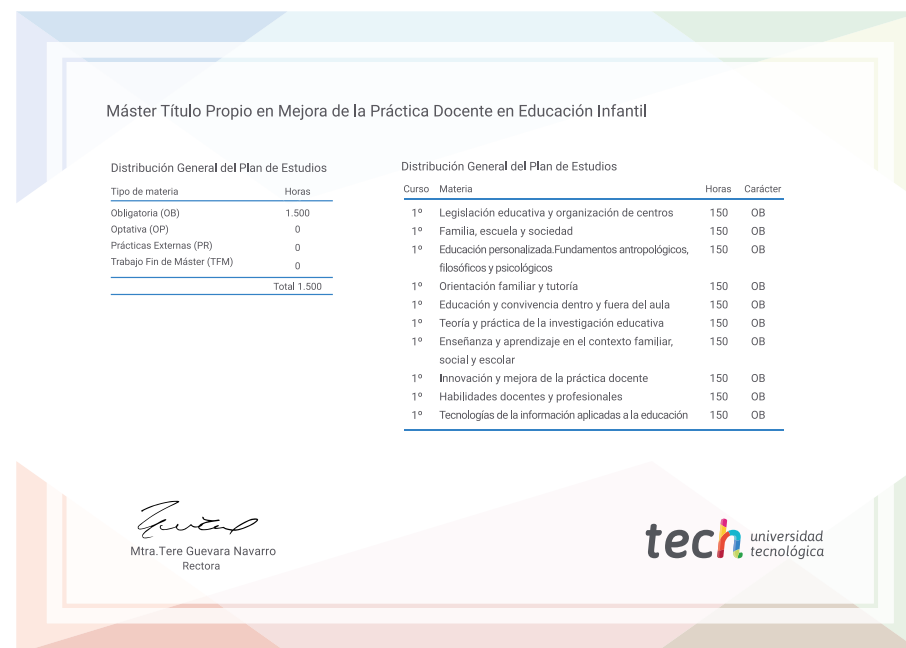 Máster Título Propio en Mejora de la Práctica Docente en Educación Infantil
Distribución General del Plan de Estudios
Tipo de materia Horas
Obligatoria (OB) 1.500
Optativa (OP) 0
Prácticas Externas (PR) 0
Trabajo Fin de Máster (TFM) 0
Total 1.500
Distribución General del Plan de Estudios
Curso Materia Horas Carácter
1º Legislación educativa y organización de centros 150 OB
1º Familia, escuela y sociedad 150 OB
1º Educación personalizada.Fundamentos antropológicos, 150 OB
filosóficos y psicológicos
1º Orientación familiar y tutoría 150 OB
1º Educación y convivencia dentro y fuera del aula 150 OB
1º Teoría y práctica de la investigación educativa 150 OB
1º Enseñanza y aprendizaje en el contexto familiar, 150 OB
social y escolar
1º Innovación y mejora de la práctica docente 150 OB
1º Habilidades docentes y profesionales 150 OB
1º Tecnologías de la información aplicadas a la educación 150 OB
Mtra.Tere Guevara Navarro
Rectora
tech universidad
tecnológica